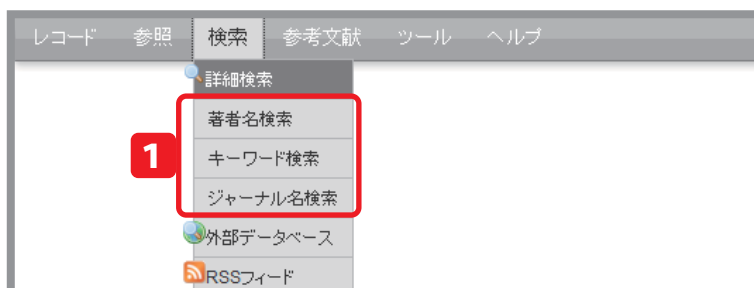 レコード 参照 検索 参考文献 ツール ヘルプ
詳細検索
著者名検索
1
キーワード検索
ジャーナル名検索
外部データベース
RSSフィード